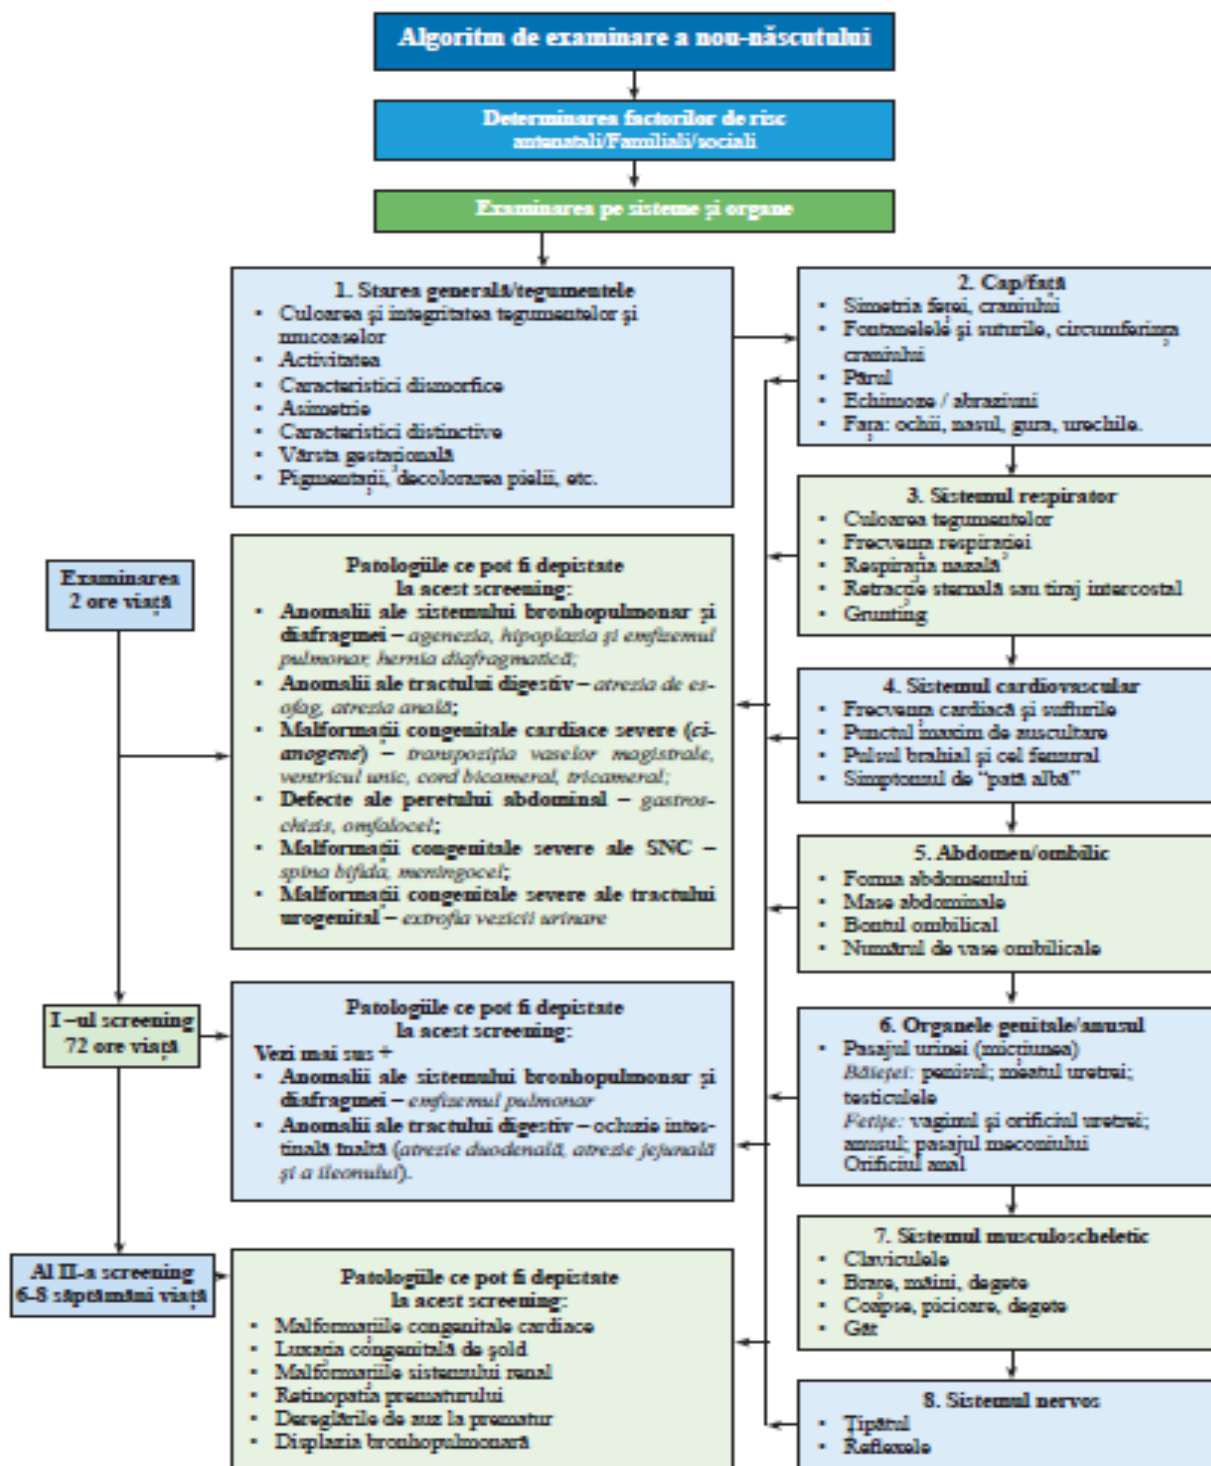 Algoritm de examinare a nou-născutului
Determinarea factorilor de risc
antenatali/Familiali/sociali
Examinarea pe sisteme și organe
1. Starea generală/tegumentele
• Culoarea și integritatea tegumentelor și
mucoaselor
• Activitatea
• Caracteristici dismorfice
• Asimetrie
• Caracteristici distinctive
• Vârsta gestațională
• Pigmentații, decolorarea pielii, etc.
2. Cap/față
• Simetria feței, craniului
• Fontanelele și suturile, circumferința
craniului
• Părul
• Echimoze / abraziuni
• Fața: ochii, nasul, gura, urechile.
3. Sistemul respirator
• Culoarea tegumentelor
• Frecvența respirației
• Respirația nazală
• Retracție sternală sau tiraj intercostal
• Grunting
4. Sistemul cardiovascular
• Frecvența cardiacă și suflurile
• Punctul maxim de auscultare
• Pulsul brahial și cel femural
• Simptomul de “pată albă”
5. Abdomen/ombilic
• Forma abdomenului
• Mase abdominale
• Bontul ombilical
• Numărul de vase ombilicale
6. Organele genitale/anusul
• Pasajul urinei (micțiunea)
Băieței: penisul; meatul uretrei;
testiculele
Fetițe: vaginul și orificiul uretrei;
anusul; pasajul meconiului
Orificiul anal
7. Sistemul musculoscheletic
• Claviculele
• Brațe, mâini, degete
• Coapse, picioare, degete
• Gât
8. Sistemul nervos
• Țipătul
• Reflexele
Examinarea
2 ore viață
Patologiile ce pot fi depistate
la acest screening:
• Anomalii ale sistemului bronhopulmonar și
diafragmei – agenezia, hipoplazia și emfizemul
pulmonar, hernia diafragmatică;
• Anomalii ale tractului digestiv – atrezia de es-
ofag, atrezia anală;
• Malformații congenitale cardiace severe (ci-
anogene) – transpoziția vaselor magistrale,
ventricul unic, cord bicameral, tricameral;
• Defecte ale peretului abdominal – gastros-
chizis, omfalocel;
• Malformații congenitale severe ale SNC –
spina bifida, meningocel;
• Malformații congenitale severe ale tractului
urogenital – extrofia vezicii urinare
I –ul screening
72 ore viață
Patologiile ce pot fi depistate
la acest screening:
Vezi mai sus +
• Anomalii ale sistemului bronhopulmonar și
diafragmei – emfizemul pulmonar
• Anomalii ale tractului digestiv – ocluzie intes-
tinală înaltă (atrezie duodenală, atrezie jejunală
și a ileonului).
Al II-a screening
6-8 săptămâni viață
Patologiile ce pot fi depistate
la acest screening:
• Malformațiile congenitale cardiace
• Luxația congenitală de șold
• Malformațiile sistemului renal
• Retinopatia prematurului
• Dereglările de auz la prematur
• Displazia bronhopulmonară